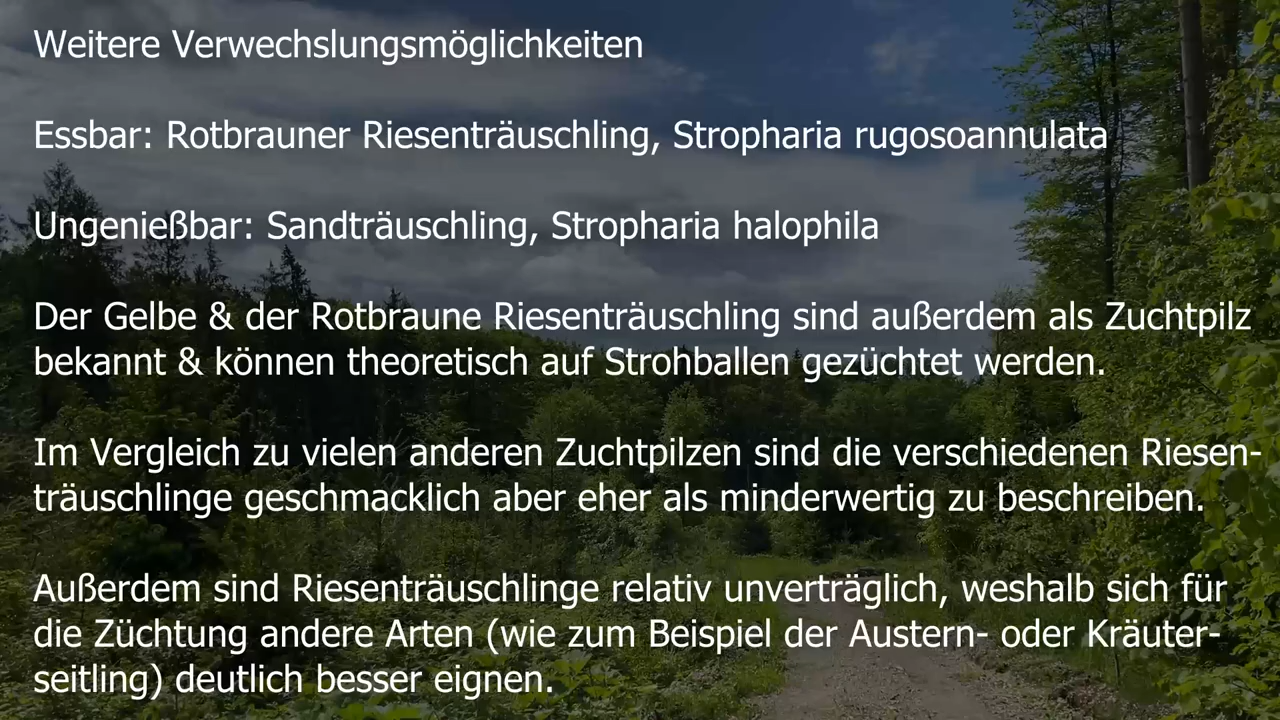 Weitere Verwechslungsmöglichkeiten
Essbar: Rotbrauner Riesenträuschling, Stropharia rugosoannulata
Ungenießbar: Sandträuschling, Stropharia halophila
Der Gelbe & der Rotbraune Riesenträuschling sind außerdem als Zuchtpilz
bekannt & können theoretisch auf Strohballen gezüchtet werden.
Im Vergleich zu vielen anderen Zuchtpilzen sind die verschiedenen Riesen-
träuschlinge geschmacklich aber eher als minderwertig zu beschreiben.
Außerdem sind Riesenträuschlinge relativ unverträglich, weshalb sich für
die Züchtung andere Arten (wie zum Beispiel der Austern- oder Kräuter-
seitling) deutlich besser eignen.